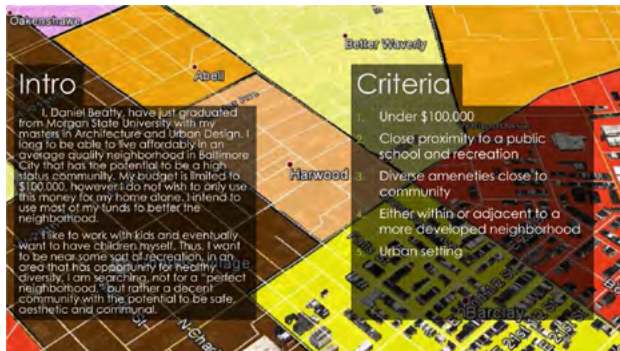 Oakenshawe
Better Waverly
Abell
Intro
I, Daniel Beatty, have just graduated
from Morgan State University with my
masters in Architecture and Urban Design. I
long to be able to live affordably in an
average quality neighborhood in Baltimore
City that has the potential to be a high
status community. My budget is limited to
$100,000, however I do not wish to only use
this money for my home alone. I intend to
use most of my funds to better the
neighborhood.
I like to work with kids and eventually
want to have children myself. Thus, I want
to be near some sort of recreation, in an
area that has opportunity for healthy
diversity. I am searching, not for a "perfect
neighborhood," but rather a decent
community with the potential to be safe,
aesthetic and communal.
Harwood
Criteria
1. Under $100,000
2. Close proximity to a public
school and recreation
3. Diverse ameneties close to
community
4. Either within or adjacent to a
more developed neighborhood
5. Urban setting
Barclay